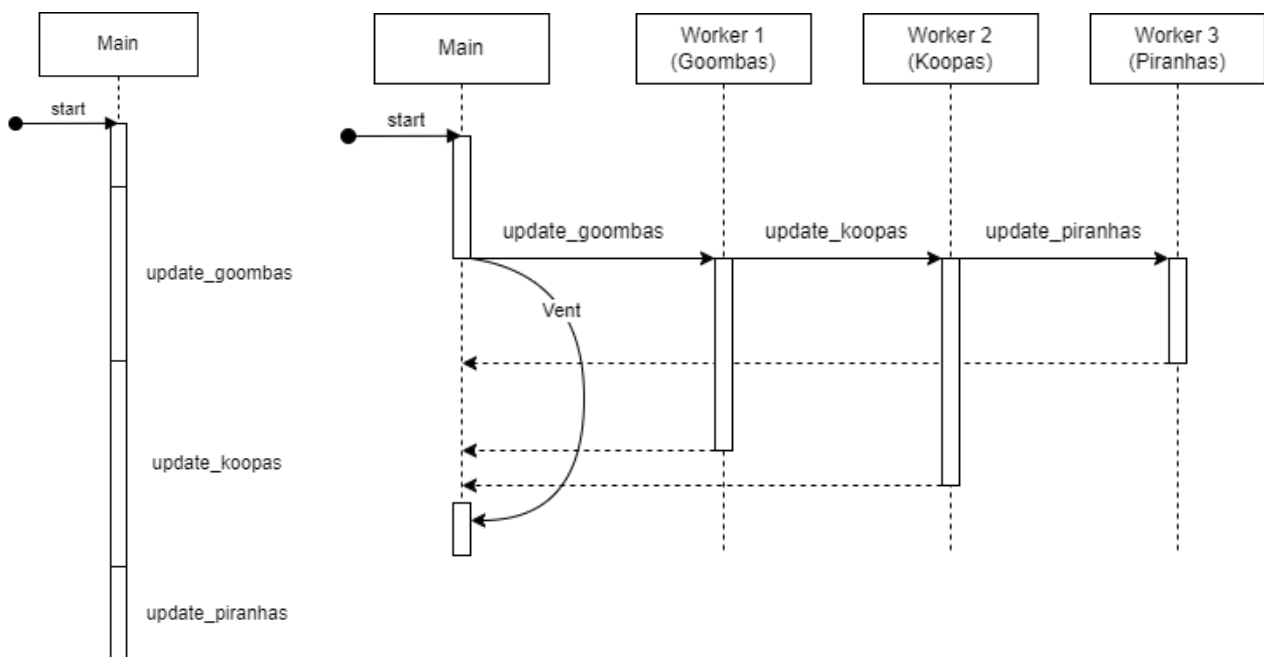 Main
start
update_goombas
update_koopas
update_piranhas
Main
Worker 1
(Goombas)
Worker 2
(Koopas)
Worker 3
(Piranhas)
start
update_goombas
update_koopas
update_piranhas
Vent